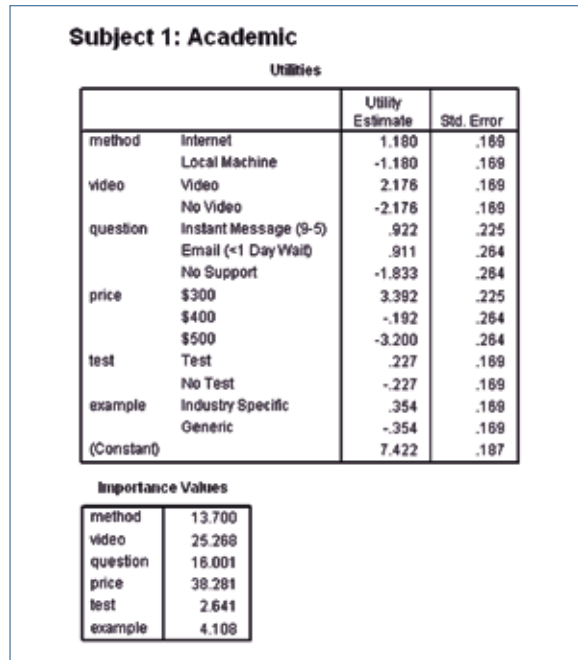 Subject 1: Academic
Utilities
Utility
Estimate Std. Error
method Internet 1.180 .169
Local Machine -1.180 .169
video Video 2.176 .169
No Video -2.176 .169
question Instant Message (9-5) .922 .225
Email (<1 Day Wait) .911 .264
No Support -1.833 .264
price $300 3.392 .225
$400 -.192 .264
$500 -3.200 .264
test Test .227 .169
No Test -.227 .169
example Industry Specific .354 .169
Generic -.354 .169
(Constant) 7.422 .187
Importance Values
method 13.700
video 25.268
question 16.001
price 38.281
test 2.641
example 4.108